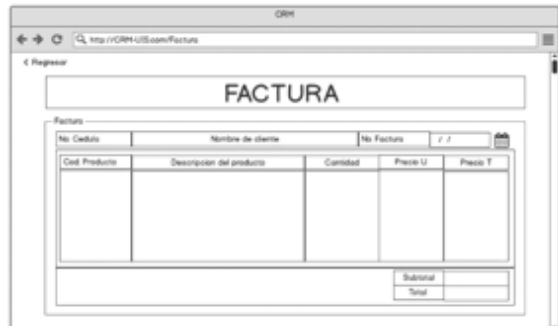 CRM
http://CRM-UIS.com/Factura
< Regresar
FACTURA
Factura
No. Cedula Nombre de cliente No Factura / /
Cod. Producto Descripcion del producto Cantidad Precio U Precio T
Subtotal
Total